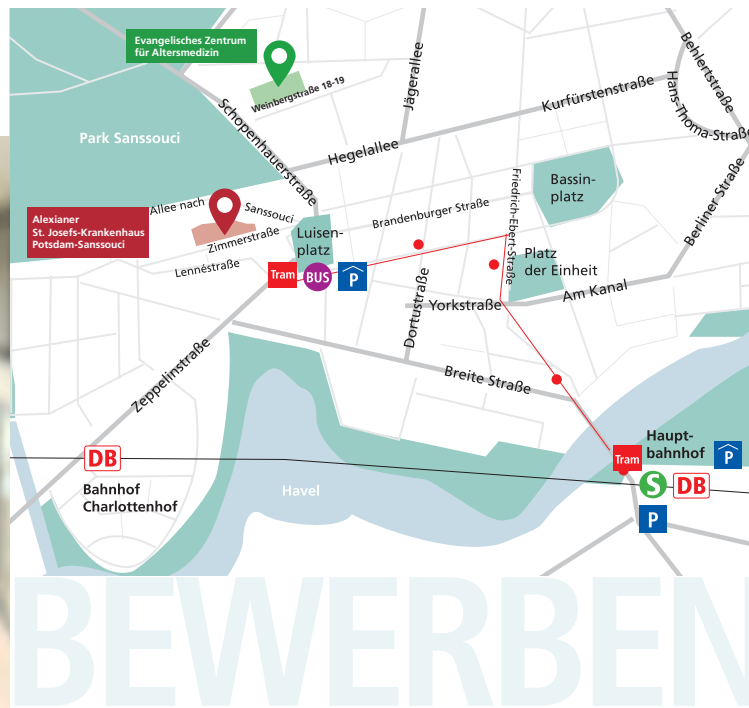 Evangelisches Zentrum
für Altersmedizin
Weinbergstraße 18-19
Jägerallee
Behlertstraße
Hans-Thoma-Straße
Kurfürstenstraße
Park Sanssouci
Schopenhauerstraße
Hegelallee
Friedrich-Ebert-Straße
Bassin-
platz
Berliner Straße
Allee nach Sanssouci
Brandenburger Straße
Alexianer
St. Josefs-Krankenhaus
Potsdam-Sanssouci
Zimmerstraße
Luisen-
platz
Lennéstraße
Platz
der Einheit
Tram
BUS
P
Am Kanal
Yorkstraße
Dortustraße
Zeppelinstraße
Breite Straße
Haupt-
bahnhof
Tram
P
DB
Bahnhof
Charlottenhof
Havel
S
DB
P
BEWERBEN